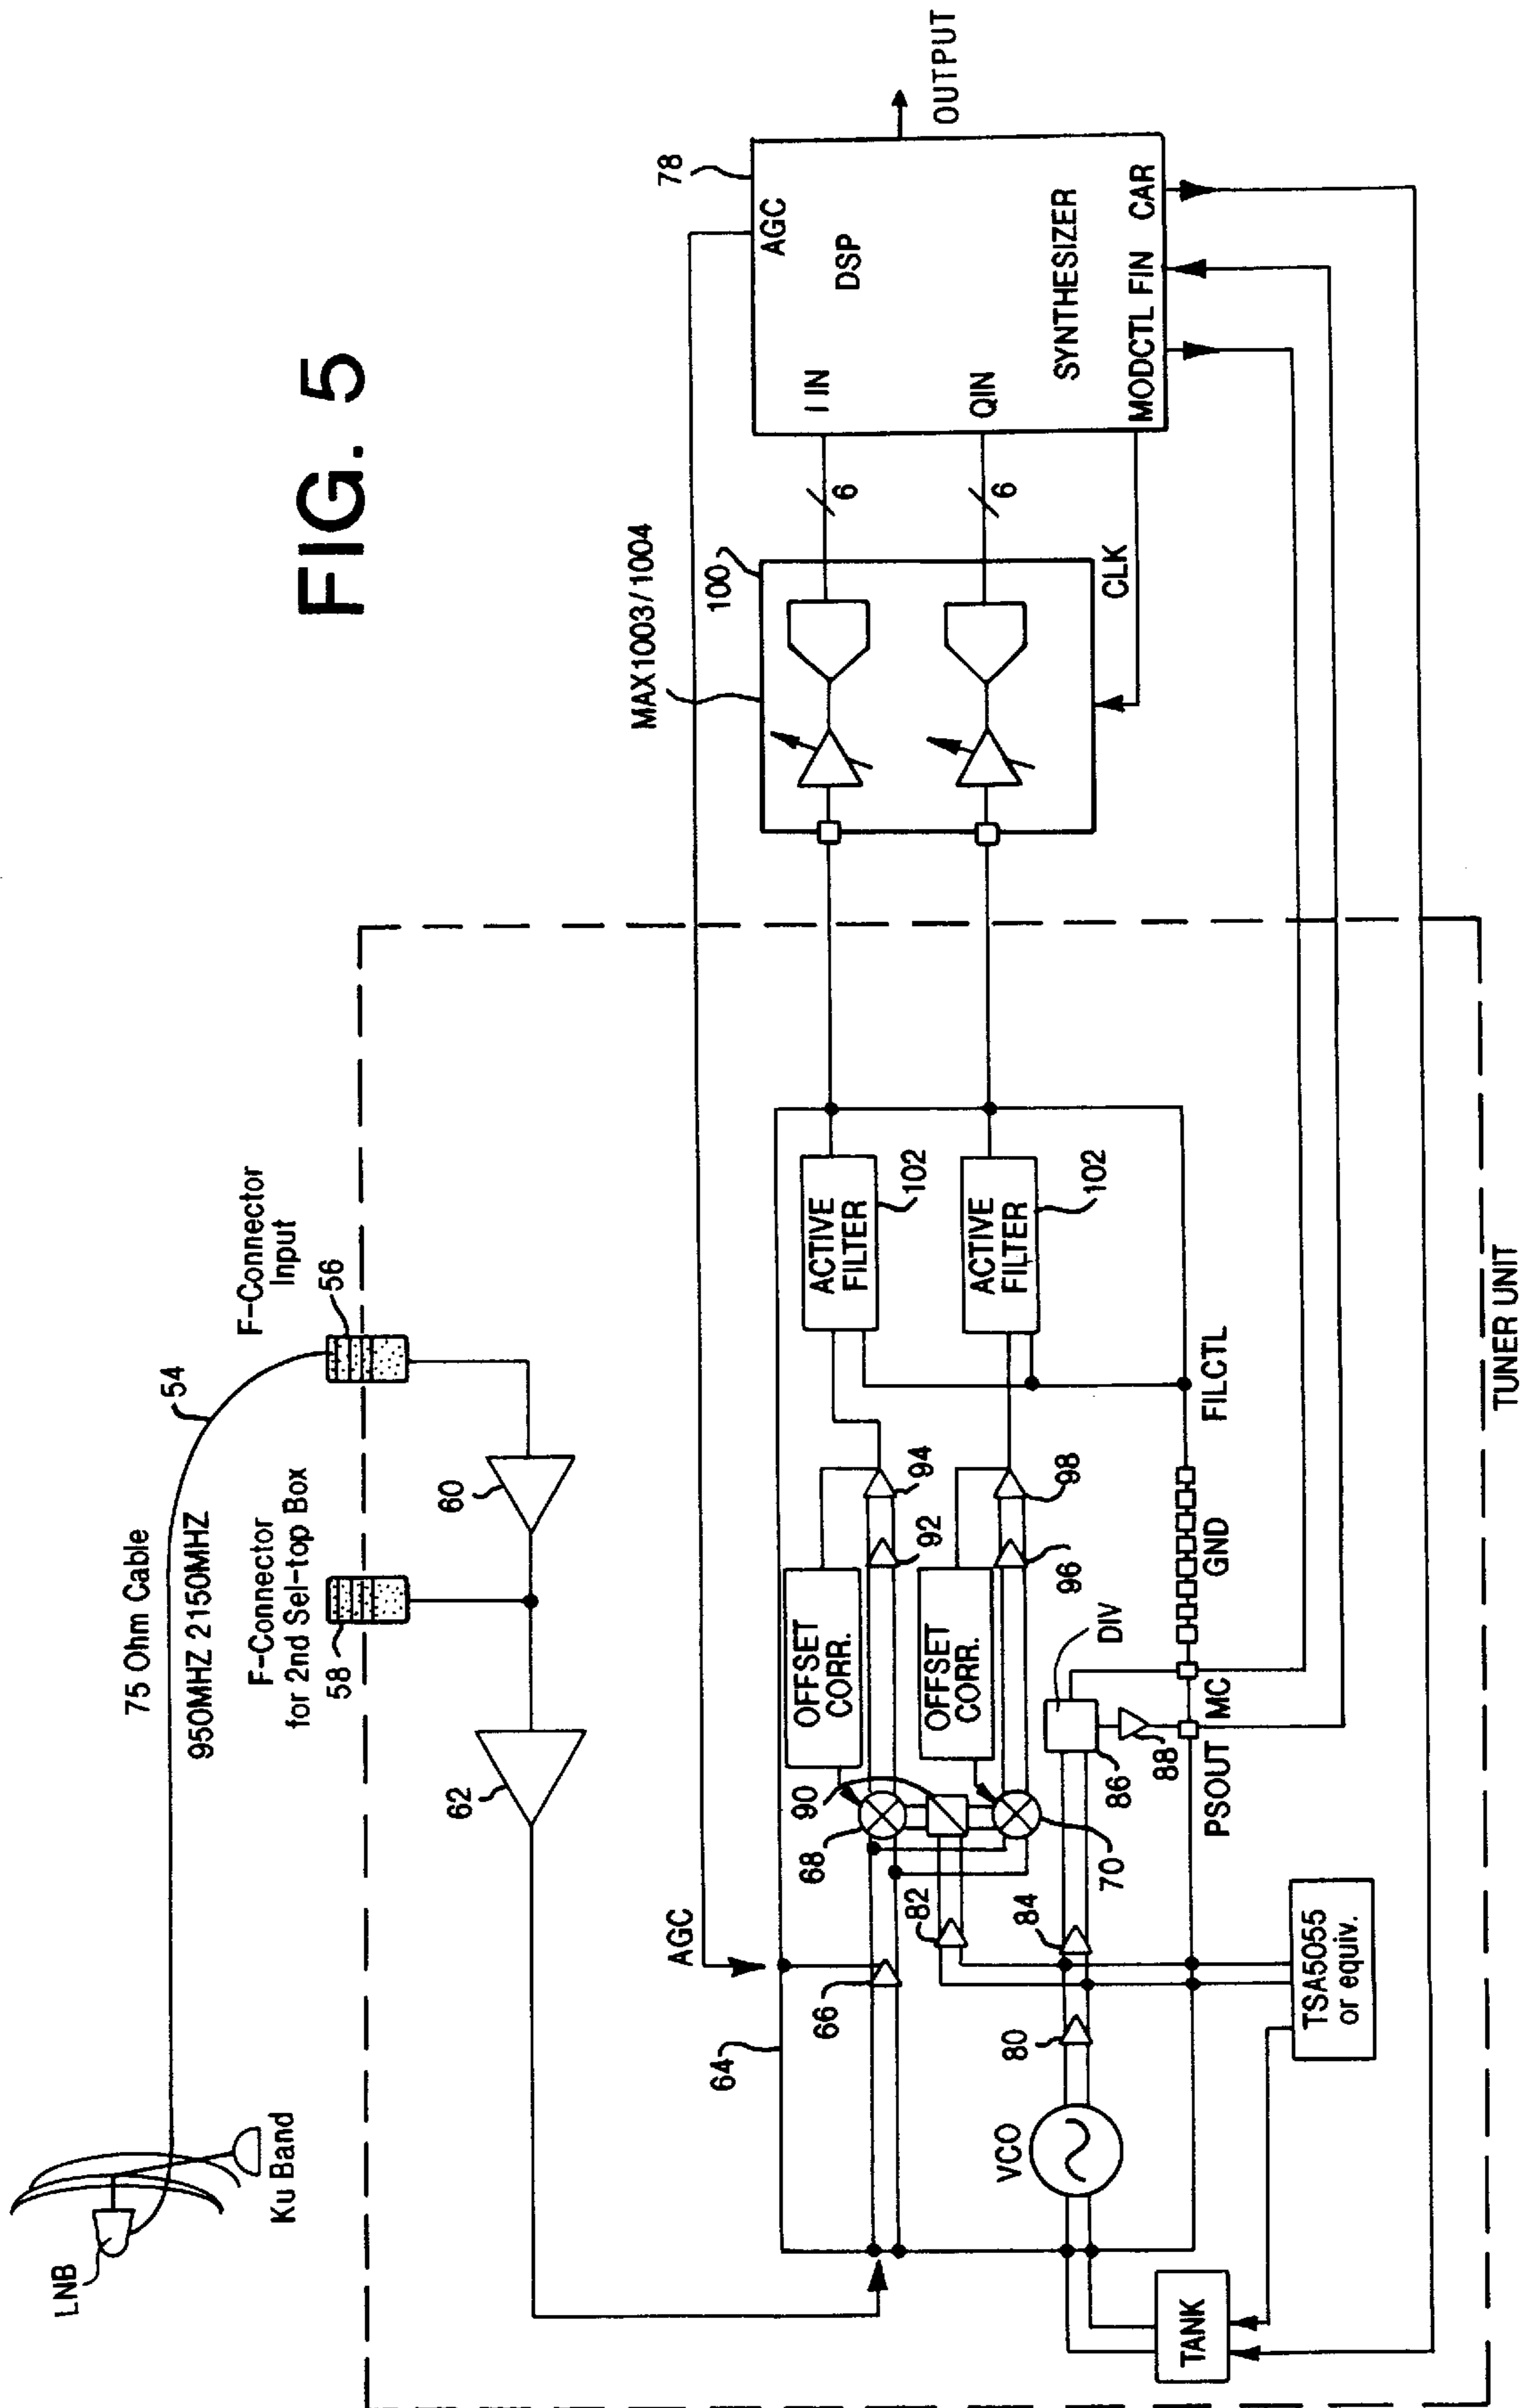 FIG. 5
LNB
Ku Band
75 Ohm Cable
950MHZ 2150MHZ
54
F-Connector
for 2nd Sel-top Box
58
F-Connector
Input
56
60
62
64
AGC
66
68
90
82
OFFSET
CORR.
OFFSET
CORR.
92
94
96
98
ACTIVE
FILTER
102
ACTIVE
FILTER
102
VCO
80
84
70
86
88
DIV
PSOUT
MC
GND
FILCTL
TANK
TSA5055
or equiv.
TUNER UNIT
MAX1003/1004
100
6
6
CLK
78
AGC
DSP
I IN
QIN
SYNTHESIZER
MODCTL FIN CAR
OUTPUT